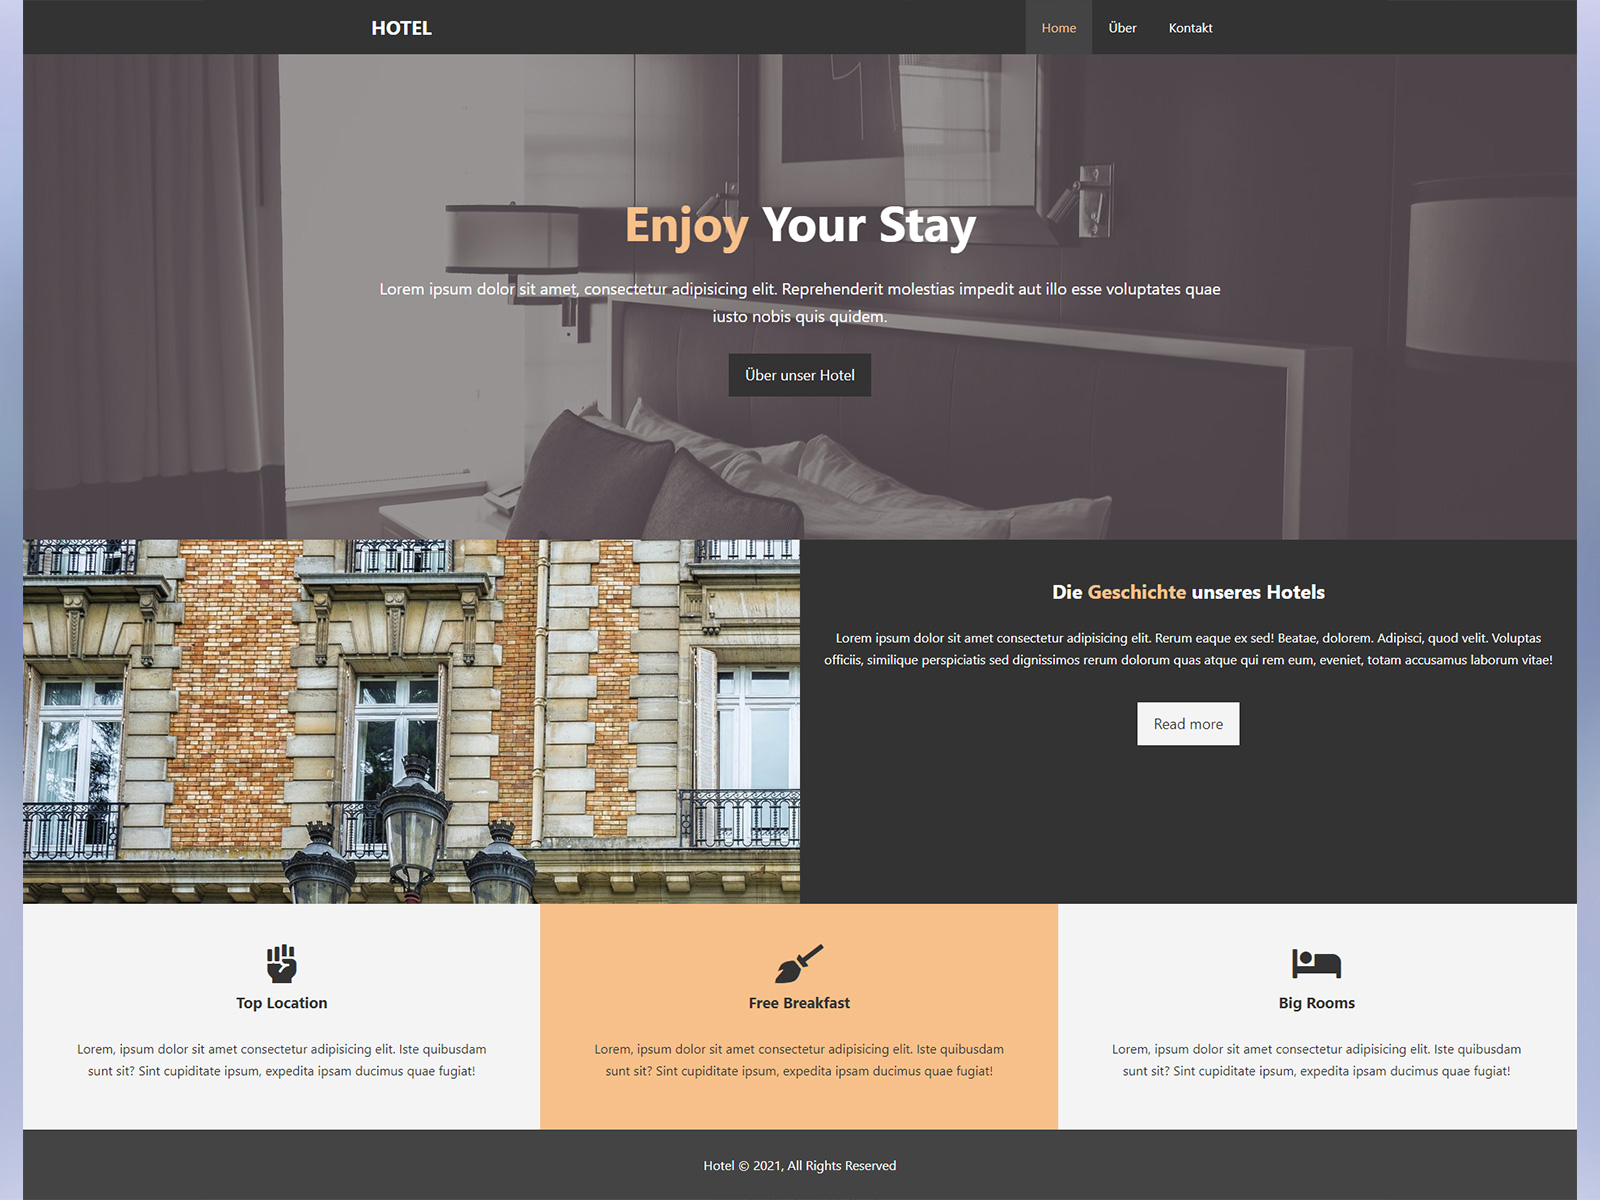 HOTEL
Home Über Kontakt
Enjoy Your Stay
Lorem ipsum dolor sit amet, consectetur adipisicing elit. Reprehenderit molestias impedit aut illo esse voluptates quae
iusto nobis quis quidem.
Über unser Hotel
Die Geschichte unseres Hotels
Lorem ipsum dolor sit amet consectetur adipisicing elit. Rerum eaque ex sed! Beatae, dolorem. Adipisci, quod velit. Voluptas
officiis, similique perspiciatis sed dignissimos rerum dolorum quas atque qui rem eum, eveniet, totam accusamus laborum vitae!
Read more
Top Location
Lorem, ipsum dolor sit amet consectetur adipisicing elit. Iste quibusdam
sunt sit? Sint cupiditate ipsum, expedita ipsam ducimus quae fugiat!
Free Breakfast
Lorem, ipsum dolor sit amet consectetur adipisicing elit. Iste quibusdam
sunt sit? Sint cupiditate ipsum, expedita ipsam ducimus quae fugiat!
Big Rooms
Lorem, ipsum dolor sit amet consectetur adipisicing elit. Iste quibusdam
sunt sit? Sint cupiditate ipsum, expedita ipsam ducimus quae fugiat!
Hotel © 2021, All Rights Reserved